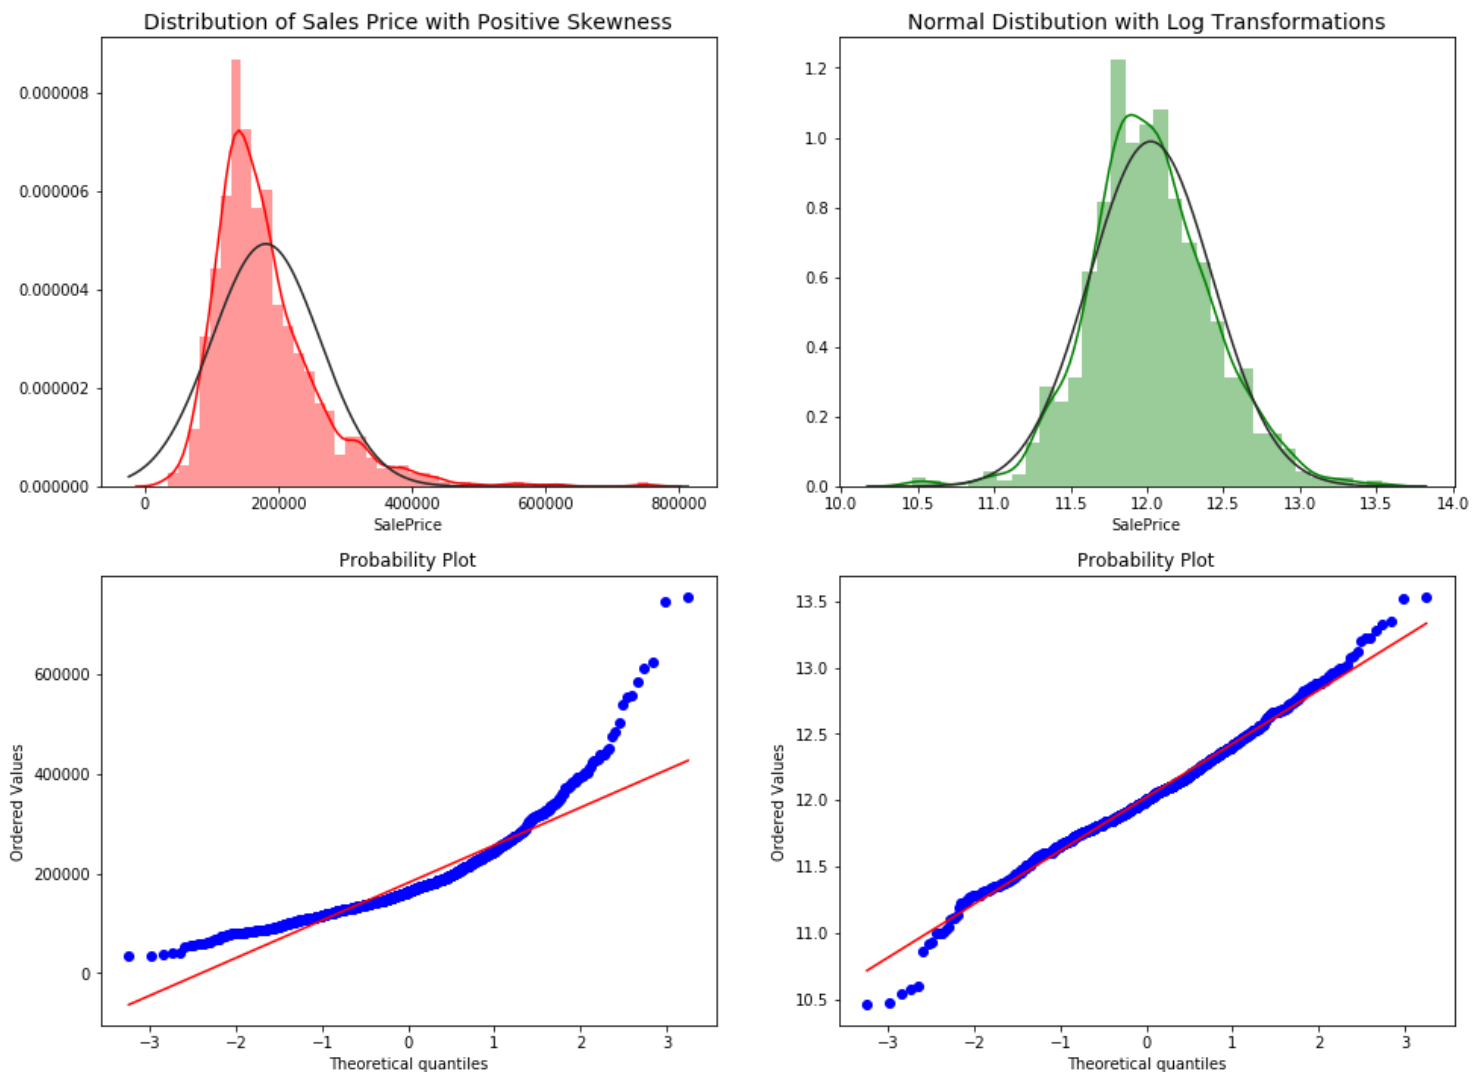 Distribution of Sales Price with Positive Skewness
0.000008
0.000006
0.000004
0.000002
0.000000
0 200000 400000 600000 800000
SalePrice
Normal Distibution with Log Transformations
1.2
1.0
0.8
0.6
0.4
0.2
0.0
10.0 10.5 11.0 11.5 12.0 12.5 13.0 13.5 14.0
SalePrice
Probability Plot
Ordered Values
600000
400000
200000
0
−3 −2 −1 0 1 2 3
Theoretical quantiles
Probability Plot
Ordered Values
13.5
13.0
12.5
12.0
11.5
11.0
10.5
−3 −2 −1 0 1 2 3
Theoretical quantiles